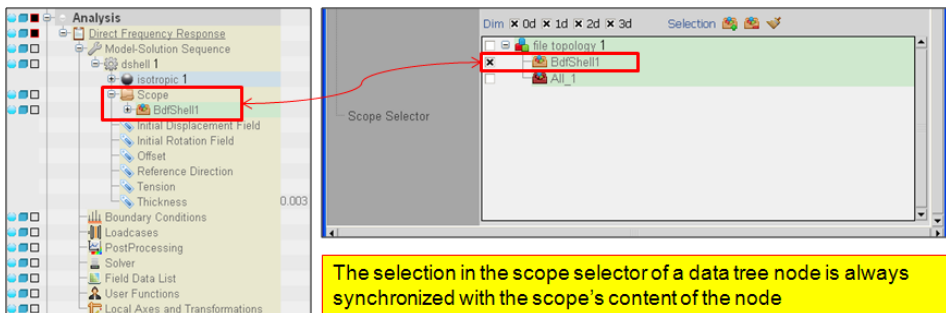 Analysis
Direct Frequency Response
Model-Solution Sequence
dshell 1
isotropic 1
Scope
BdfShell1
Initial Displacement Field
Initial Rotation Field
Offset
Reference Direction
Tension
Thickness 0.003
Boundary Conditions
Loadcases
PostProcessing
Solver
Field Data List
User Functions
Local Axes and Transformations
Dim 0d 1d 2d 3d Selection
file topology 1
BdfShell1
All_1
Scope Selector
The selection in the scope selector of a data tree node is always
synchronized with the scope's content of the node